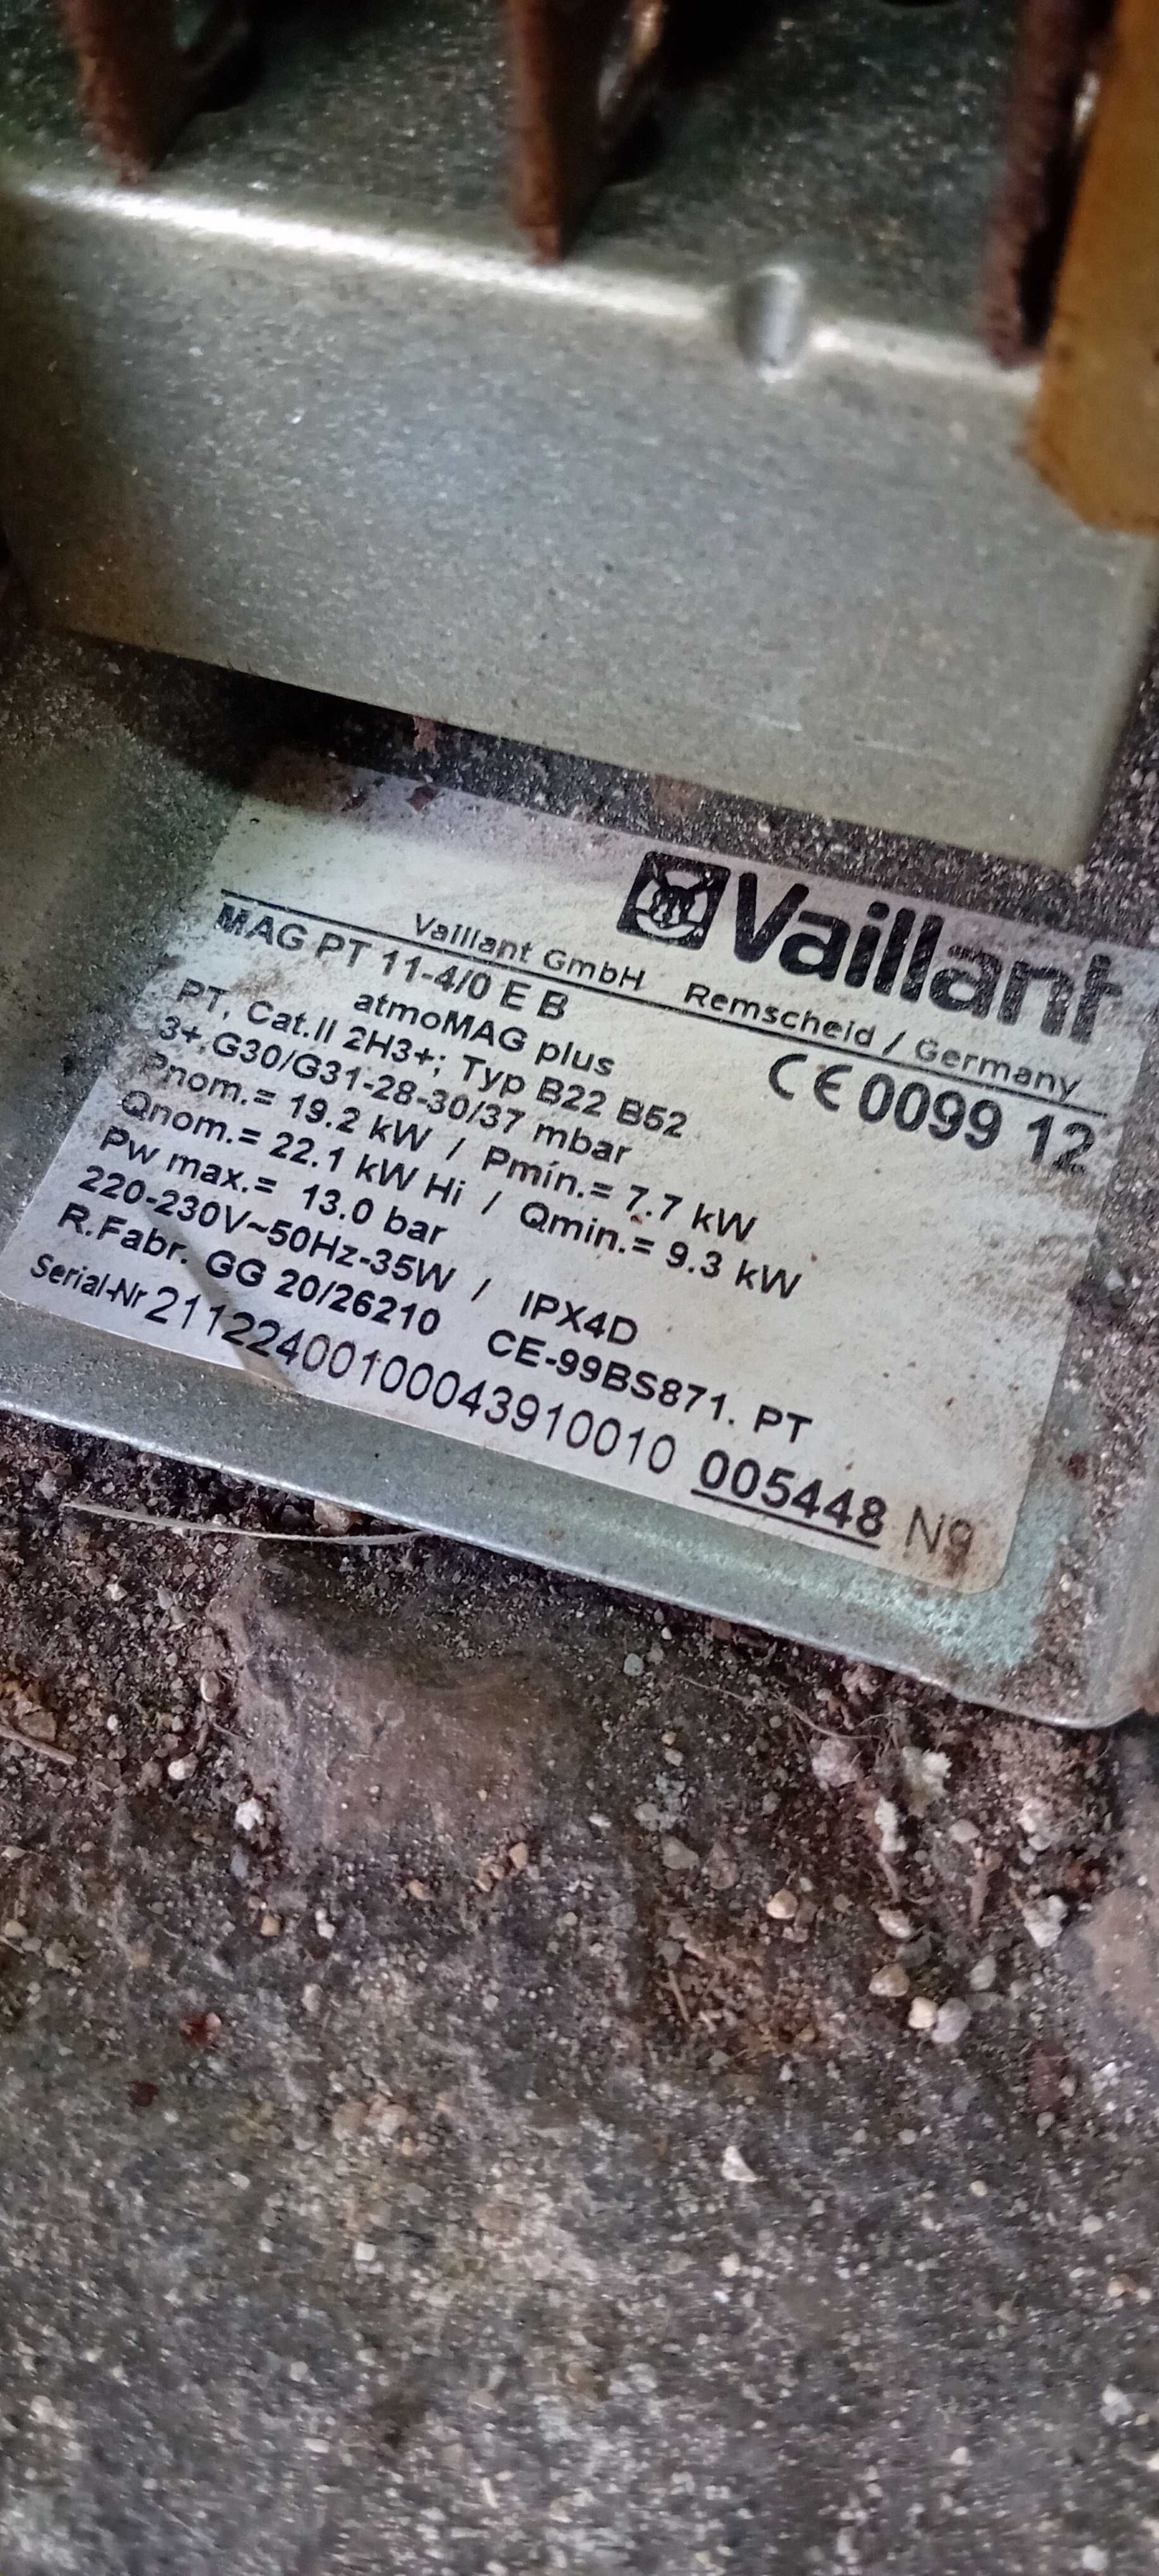 Vaillant
Vaillant GmbH Remscheid / Germany
MAG PT 11-4/0 E B
atmoMAG plus
CE 0099 12
PT, Cat.II 2H3+; Typ B22 B52
3+,G30/G31-28-30/37 mbar
Pnom.= 19.2 kW / Pmin.= 7.7 kW
Qnom.= 22.1 kW Hi / Qmin.= 9.3 kW
Pw max.= 13.0 bar
220-230V~50Hz-35W / IPX4D
R.Fabr. GG 20/26210 CE-99BS871. PT
Serial-Nr 21122400100043910010 005448 N9